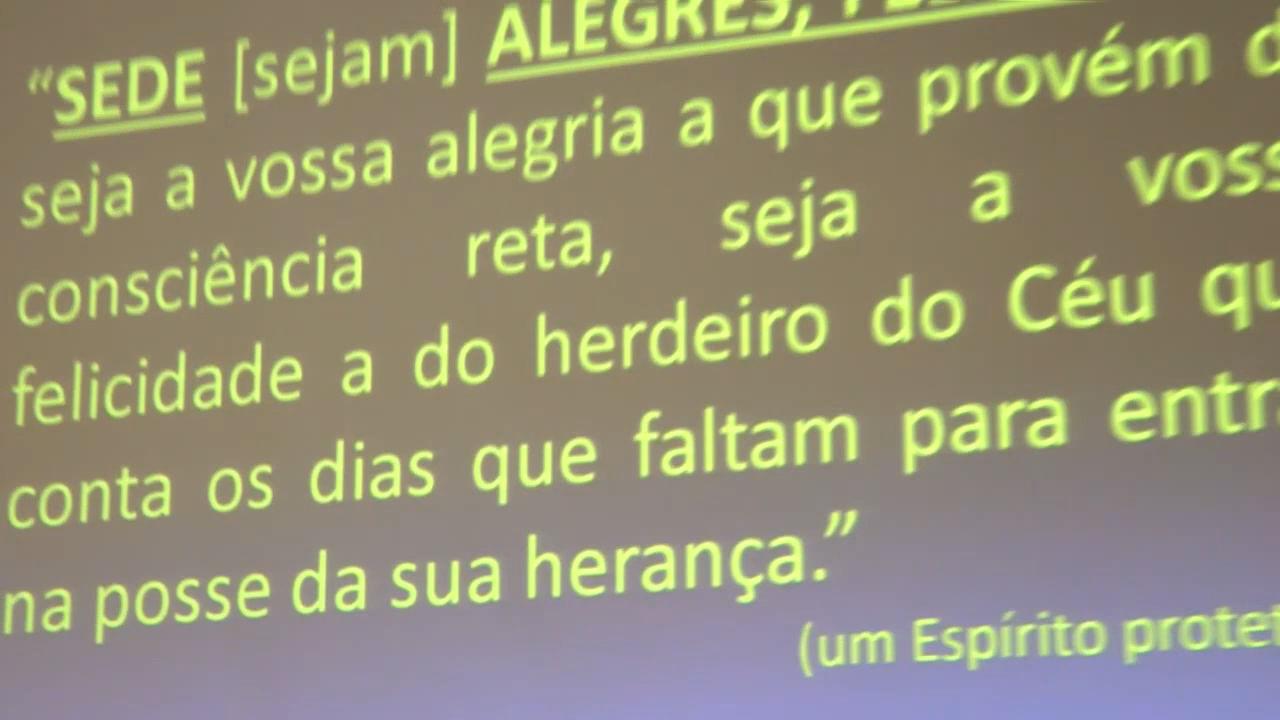 “SEDE [sejam] ALEGRES,
seja a vossa alegria a que provém
consciência reta, seja a
felicidade a do herdeiro do Céu
conta os dias que faltam para
na posse da sua herança.”
(um Espírito